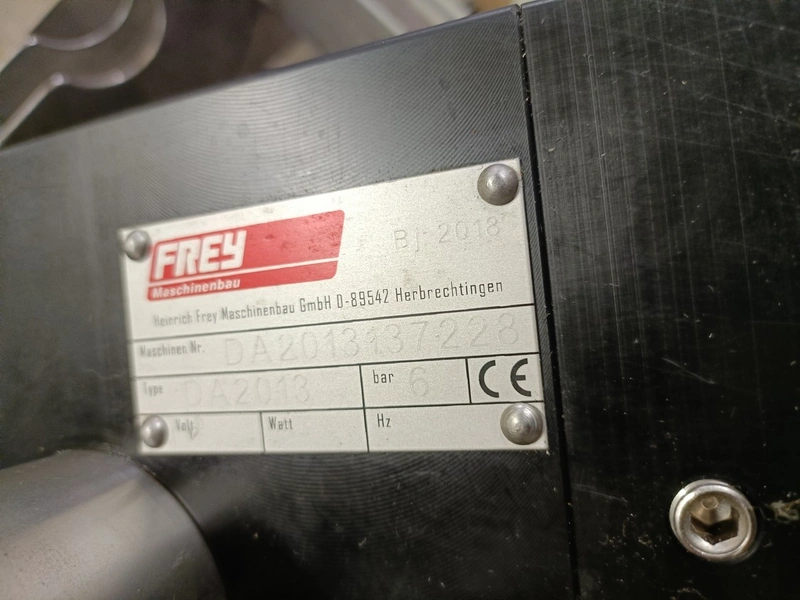 FREY
Maschinenbau
Bj: 2018
Heinrich Frey Maschinenbau GmbH D-89542 Herbrechtingen
Maschinen Nr. DA2013137228
Type DA2013 bar 6 CE
Volt Watt Hz